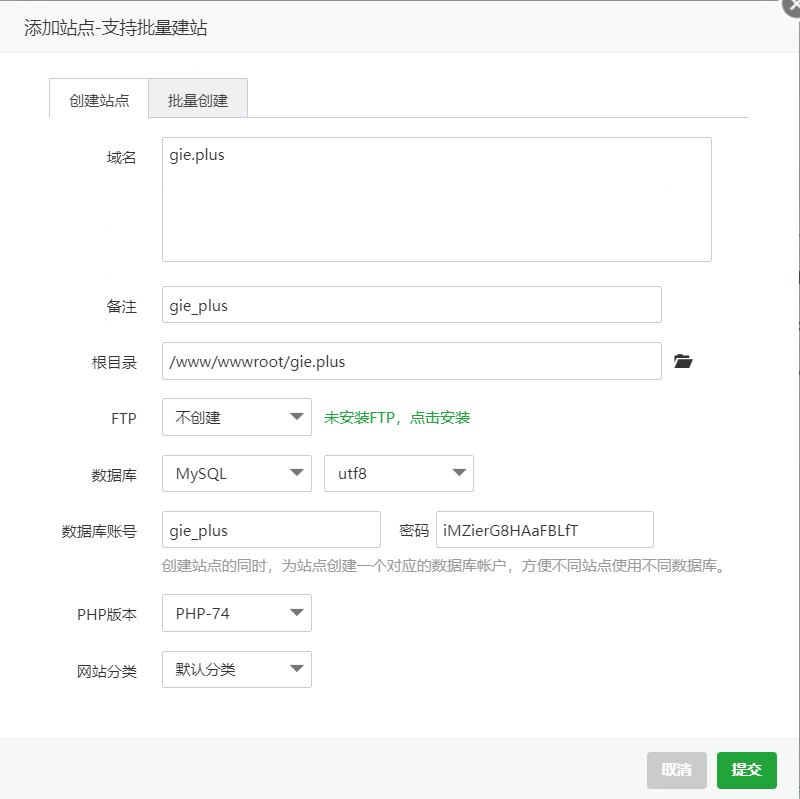 添加站点-支持批量建站
创建站点 批量创建
域名 gie.plus
备注 gie_plus
根目录 /www/wwwroot/gie.plus
FTP 不创建 未安装FTP，点击安装
数据库 MySQL utf8
数据库账号 gie_plus 密码 iMZierG8HAaFBLfT
创建站点的同时，为站点创建一个对应的数据库帐户，方便不同站点使用不同数据库。
PHP版本 PHP-74
网站分类 默认分类
取消 提交